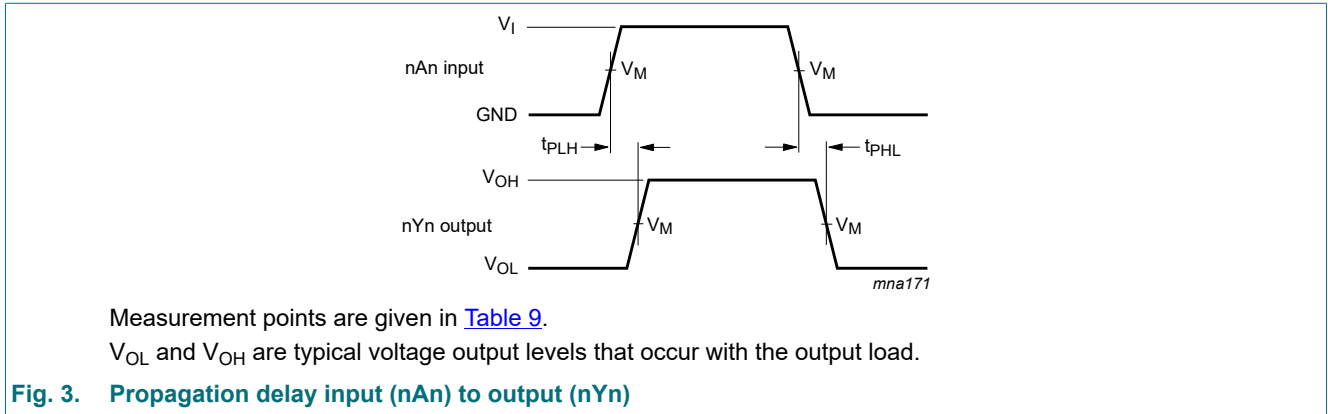 VI
nAn input
VM
VM
GND
tPLH
tPHL
VOH
nYn output
VM
VM
VOL
mna171
Measurement points are given in Table 9.
VOL and VOH are typical voltage output levels that occur with the output load.
Fig. 3. Propagation delay input (nAn) to output (nYn)